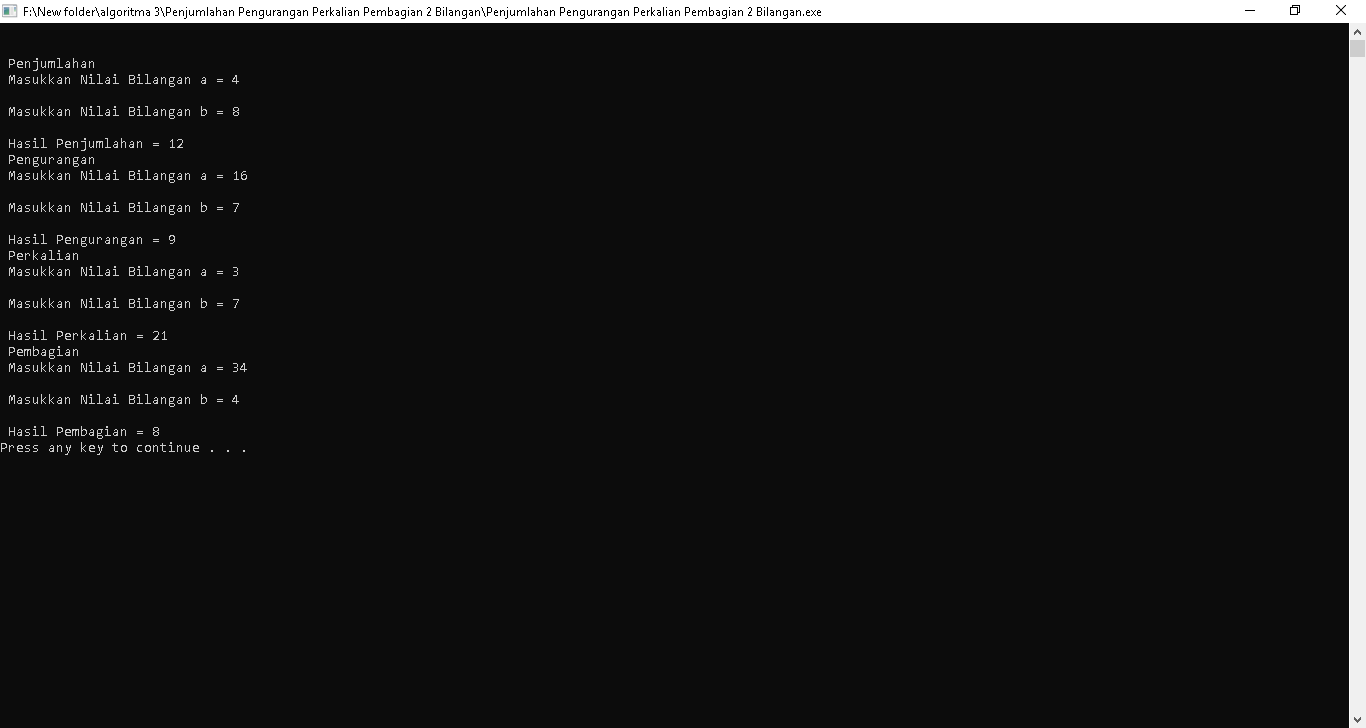 F:\New folder\algoritma 3\Penjumlahan Pengurangan Perkalian Pembagian 2 Bilangan\Penjumlahan Pengurangan Perkalian Pembagian 2 Bilangan.exe
Penjumlahan
Masukkan Nilai Bilangan a = 4
Masukkan Nilai Bilangan b = 8
Hasil Penjumlahan = 12
Pengurangan
Masukkan Nilai Bilangan a = 16
Masukkan Nilai Bilangan b = 7
Hasil Pengurangan = 9
Perkalian
Masukkan Nilai Bilangan a = 3
Masukkan Nilai Bilangan b = 7
Hasil Perkalian = 21
Pembagian
Masukkan Nilai Bilangan a = 34
Masukkan Nilai Bilangan b = 4
Hasil Pembagian = 8
Press any key to continue . . .